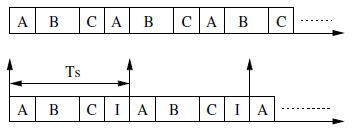 A B C A B C A B C ........
Ts
A B C I A B C I A ........